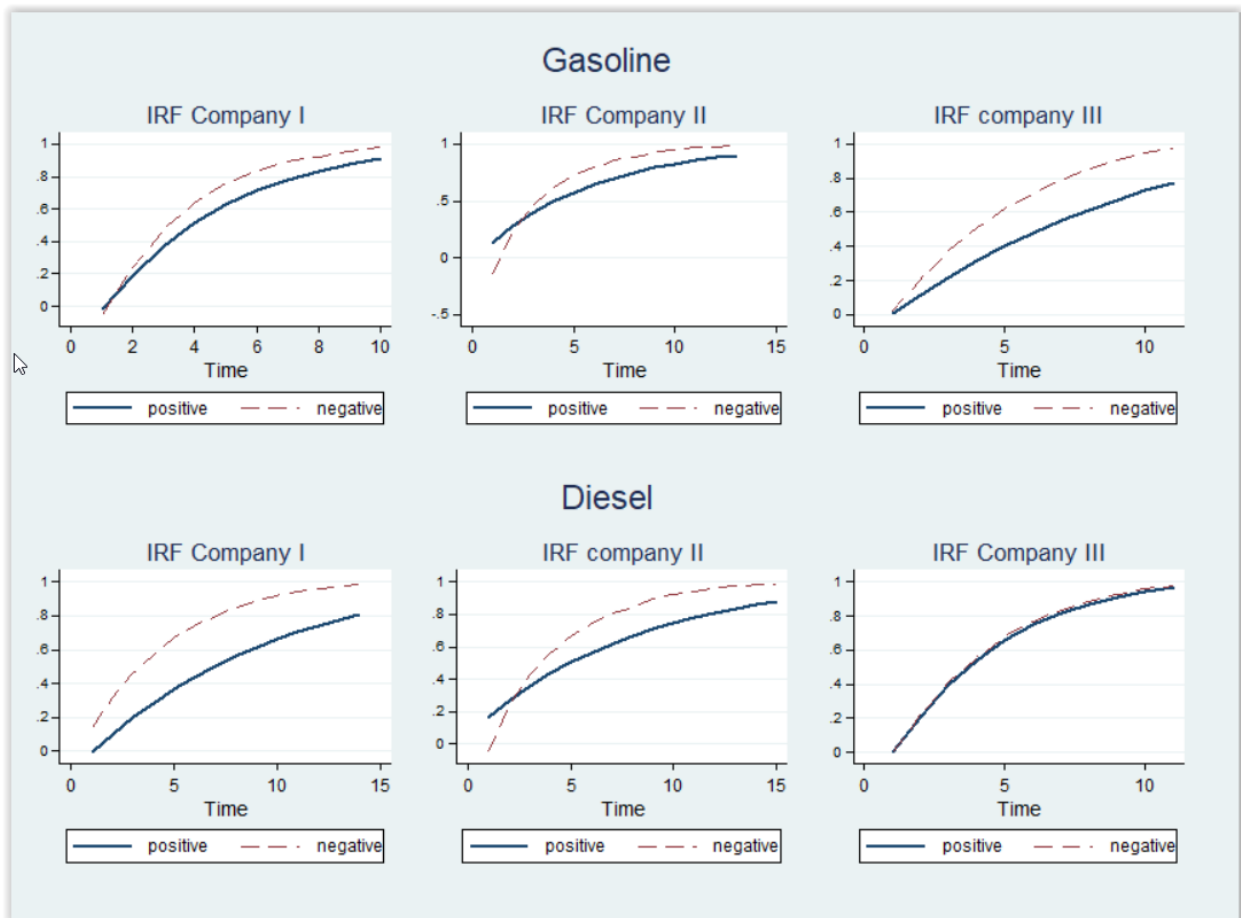 Gasoline
IRF Company I
IRF Company II
IRF company III
1
.8
.6
.4
.2
0
0 2 4 6 8 10
Time
positive negative
1
.5
0
-.5
0 5 10 15
Time
positive negative
1
.8
.6
.4
.2
0
0 5 10
Time
positive negative
Diesel
IRF Company I
IRF company II
IRF Company III
1
.8
.6
.4
.2
0
0 5 10 15
Time
positive negative
1
.8
.6
.4
.2
0
0 5 10 15
Time
positive negative
1
.8
.6
.4
.2
0
0 5 10
Time
positive negative